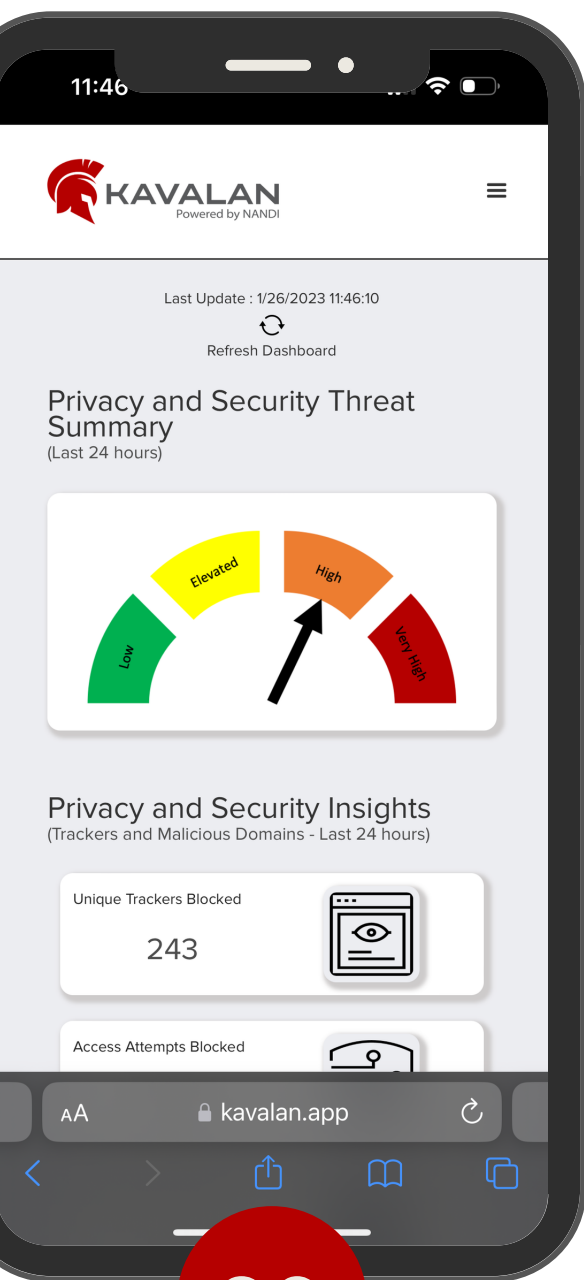 11:46
KAVALAN
Powered by NANDI
Last Update : 1/26/2023 11:46:10
Refresh Dashboard
Privacy and Security Threat
Summary
(Last 24 hours)
Low
Elevated
High
Very High
Privacy and Security Insights
(Trackers and Malicious Domains - Last 24 hours)
Unique Trackers Blocked
243
Access Attempts Blocked
AA
kavalan.app